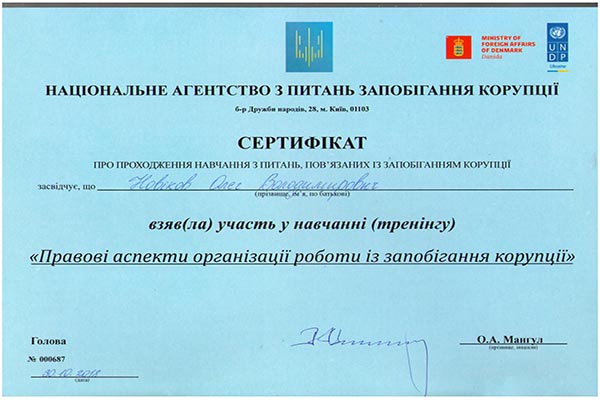 MINISTRY OF
FOREIGN AFFAIRS
OF DENMARK
Danida
U N
D P
Ukraine
НАЦІОНАЛЬНЕ АГЕНТСТВО З ПИТАНЬ ЗАПОБІГАННЯ КОРУПЦІЇ
б-р Дружби народів, 28, м. Київ, 01103
СЕРТИФІКАТ
ПРО ПРОХОДЖЕННЯ НАВЧАННЯ З ПИТАНЬ, ПОВ’ЯЗАНИХ ІЗ ЗАПОБІГАННЯМ КОРУПЦІЇ
засвідчує, що Новіков Олег Володимирович
(прізвище, ім’я, по батькові)
взяв(ла) участь у навчанні (тренінгу)
«Правові аспекти організації роботи із запобігання корупції»
Голова
О.А. Мангул
(прізвище, ініціали)
№ 000687
30.10.2018
(дата)